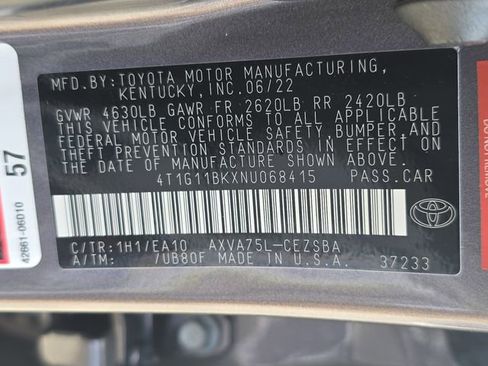 MFD. BY: TOYOTA MOTOR MANUFACTURING,
KENTUCKY, INC. 06/22
GVWR 4630LB GAWR FR 2620LB RR 2420LB
THIS VEHICLE CONFORMS TO ALL APPLICABLE
FEDERAL MOTOR VEHICLE SAFETY, BUMPER, AND
THEFT PREVENTION STANDARDS IN EFFECT ON
THE DATE OF MANUFACTURE SHOWN ABOVE.
4T1G11BKXNU068415 PASS. CAR
C/TR: 1H1/EA10 AXVA75L-CEZSBA
A/TM: /UB80F MADE IN U.S.A. 37233
TOYOTA
57
42661-06D10